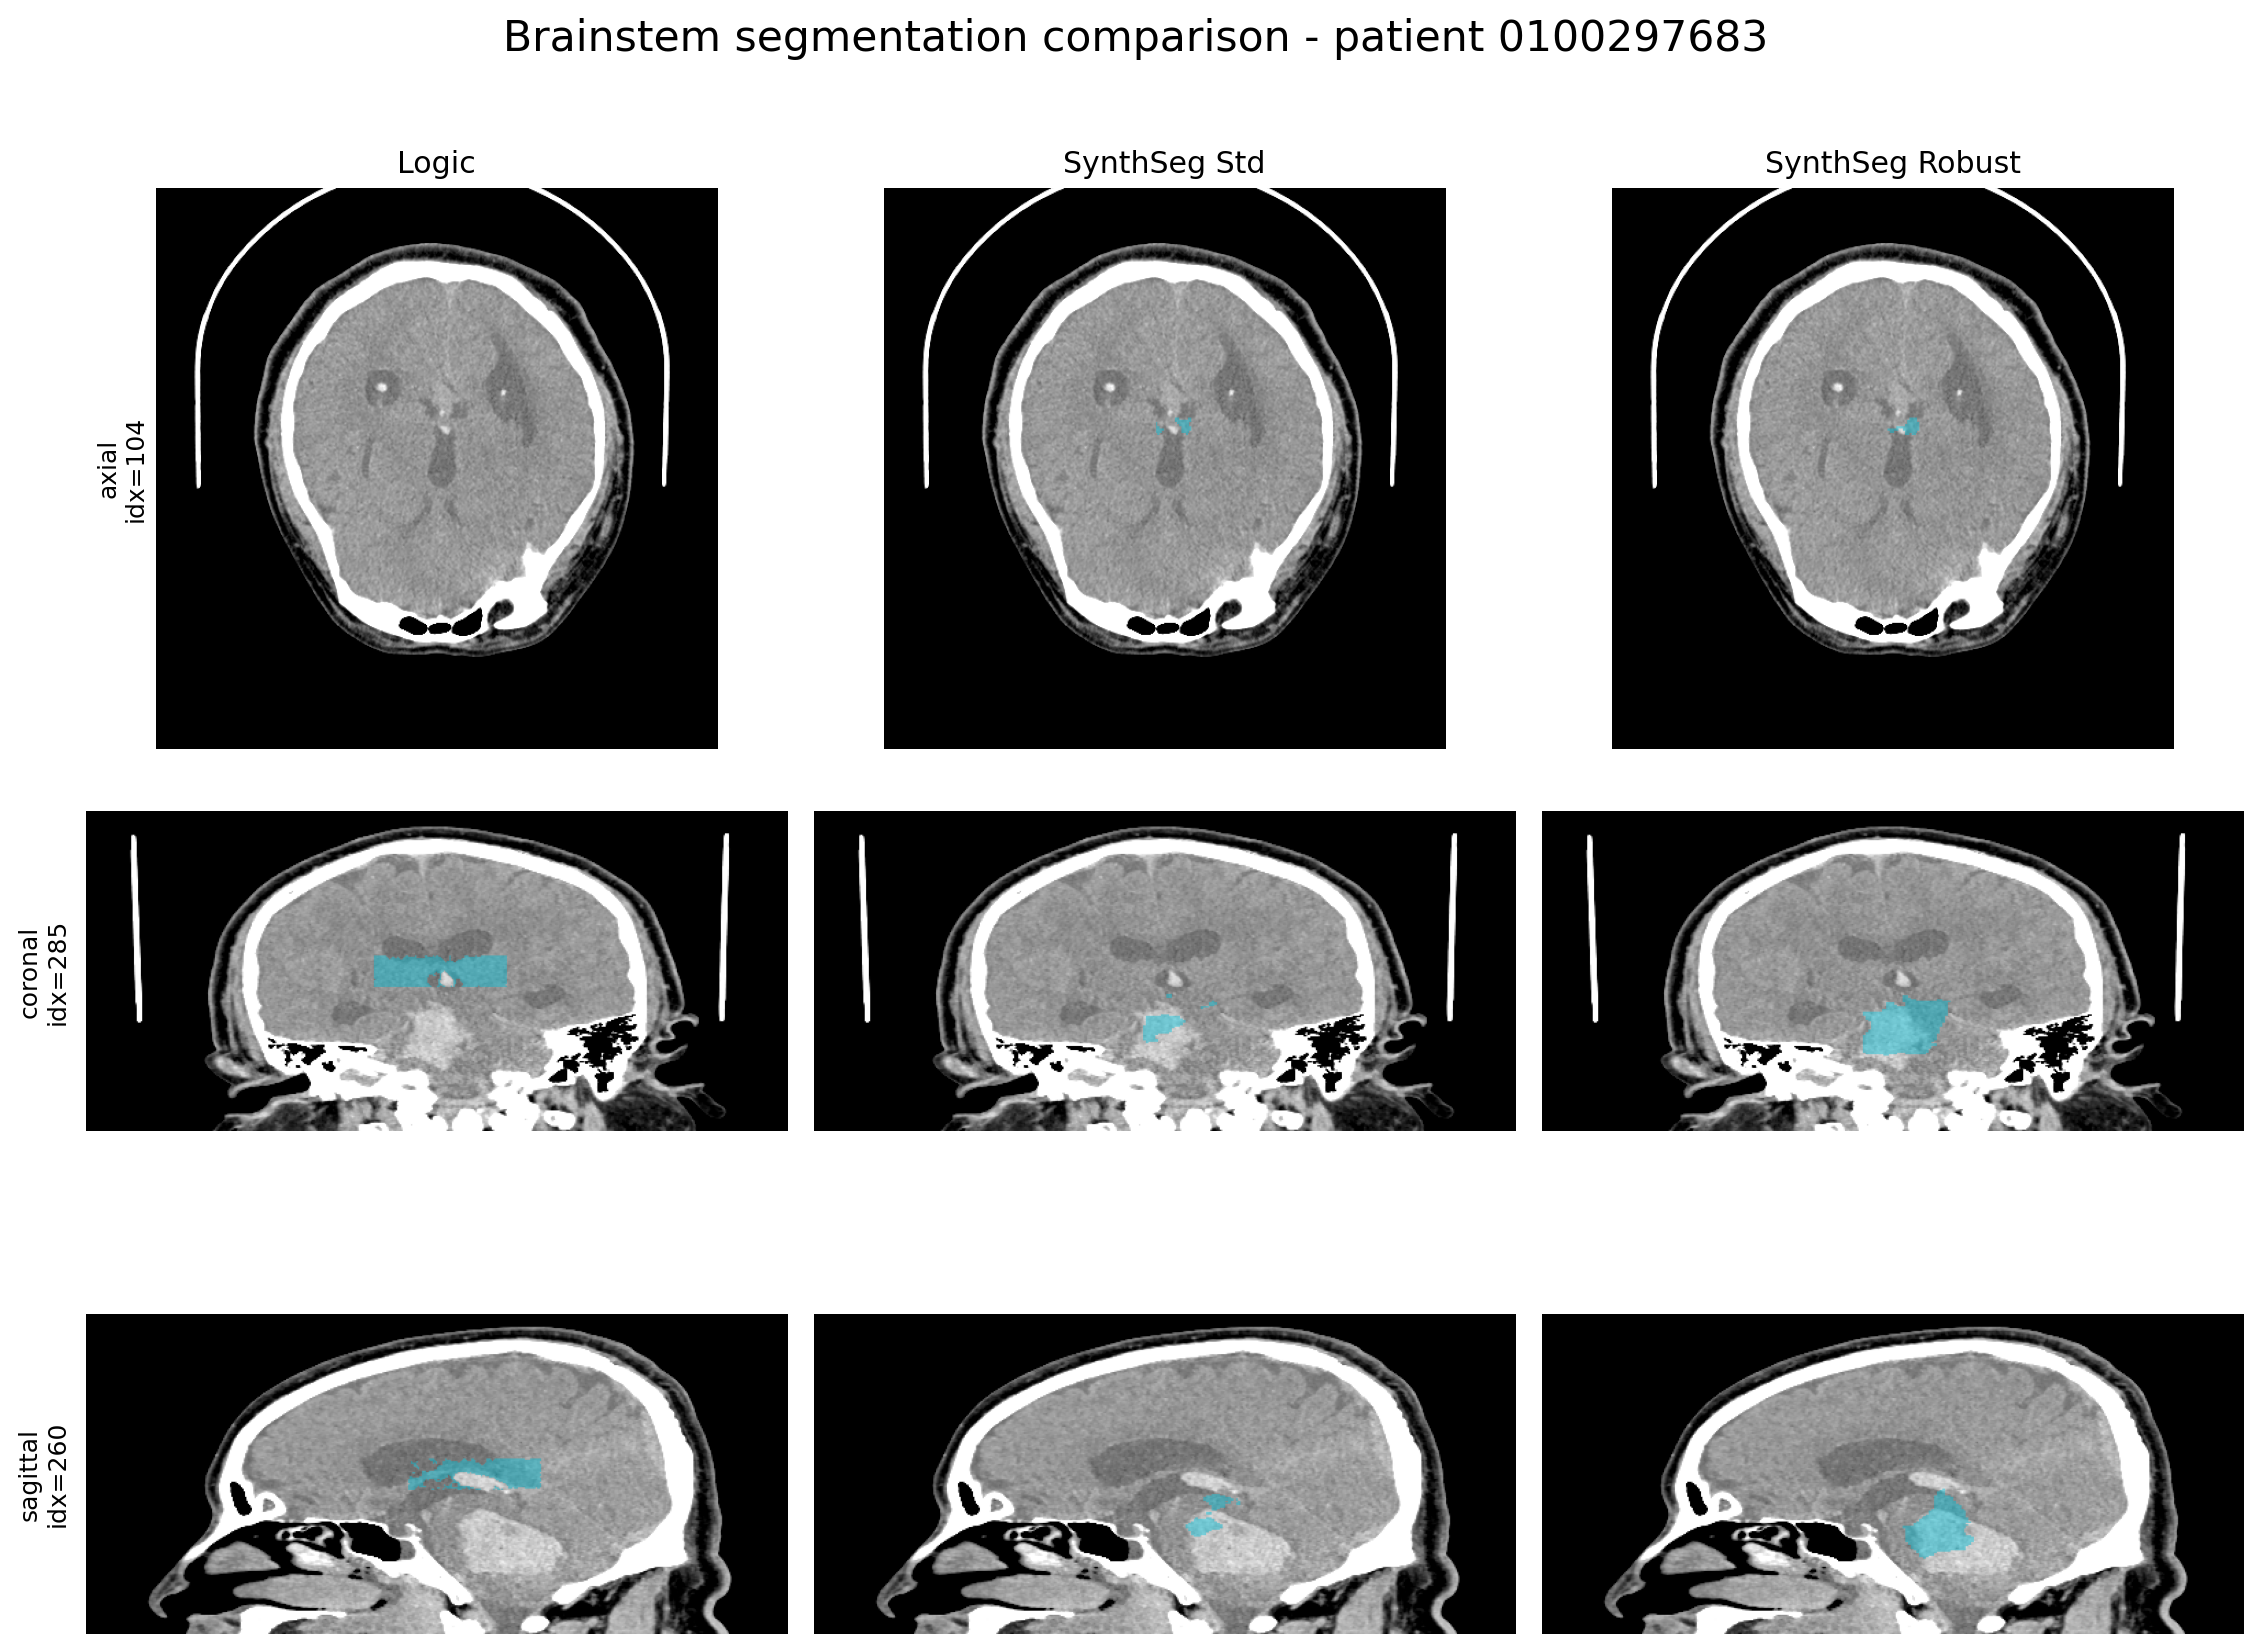 Brainstem segmentation comparison - patient 0100297683
Logic
SynthSeg Std
SynthSeg Robust
axial
idx=104
coronal
idx=285
sagittal
idx=260